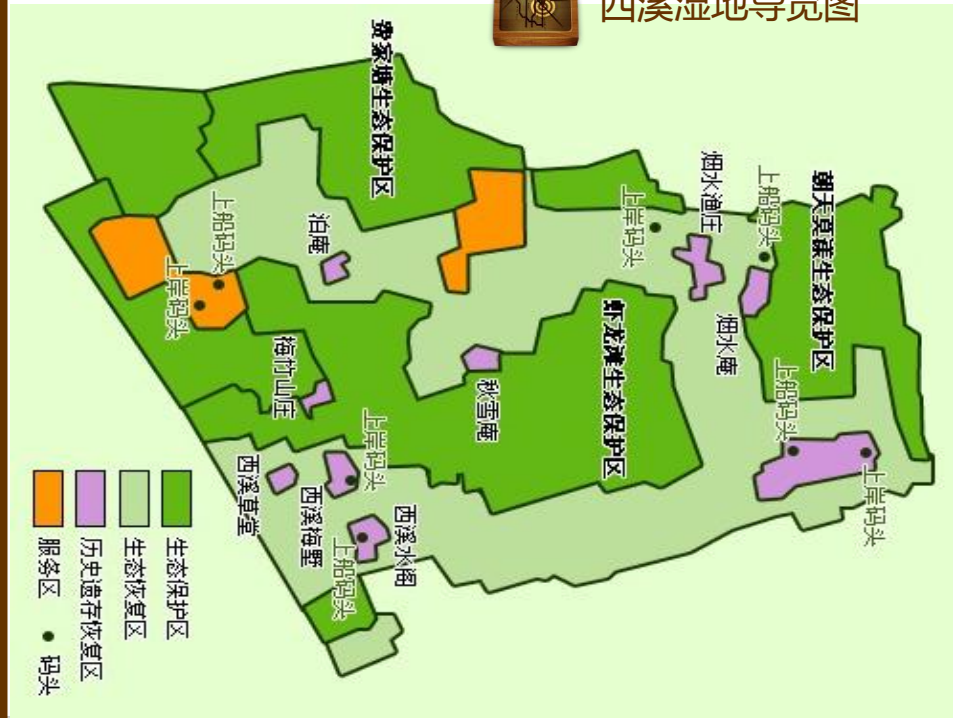 西溪湿地导览图
费家塘生态保护区
朝天莫漾生态保护区
虾龙滩生态保护区
烟水渔庄
上船码头
上岸码头
泊庵
上船码头
上岸码头
烟水庵
梅竹山庄
秋雪庵
上船码头
上岸码头
上岸码头
西溪草堂
西溪梅墅
西溪水阁
上船码头
生态保护区
生态恢复区
历史遗存恢复区
服务区
码头